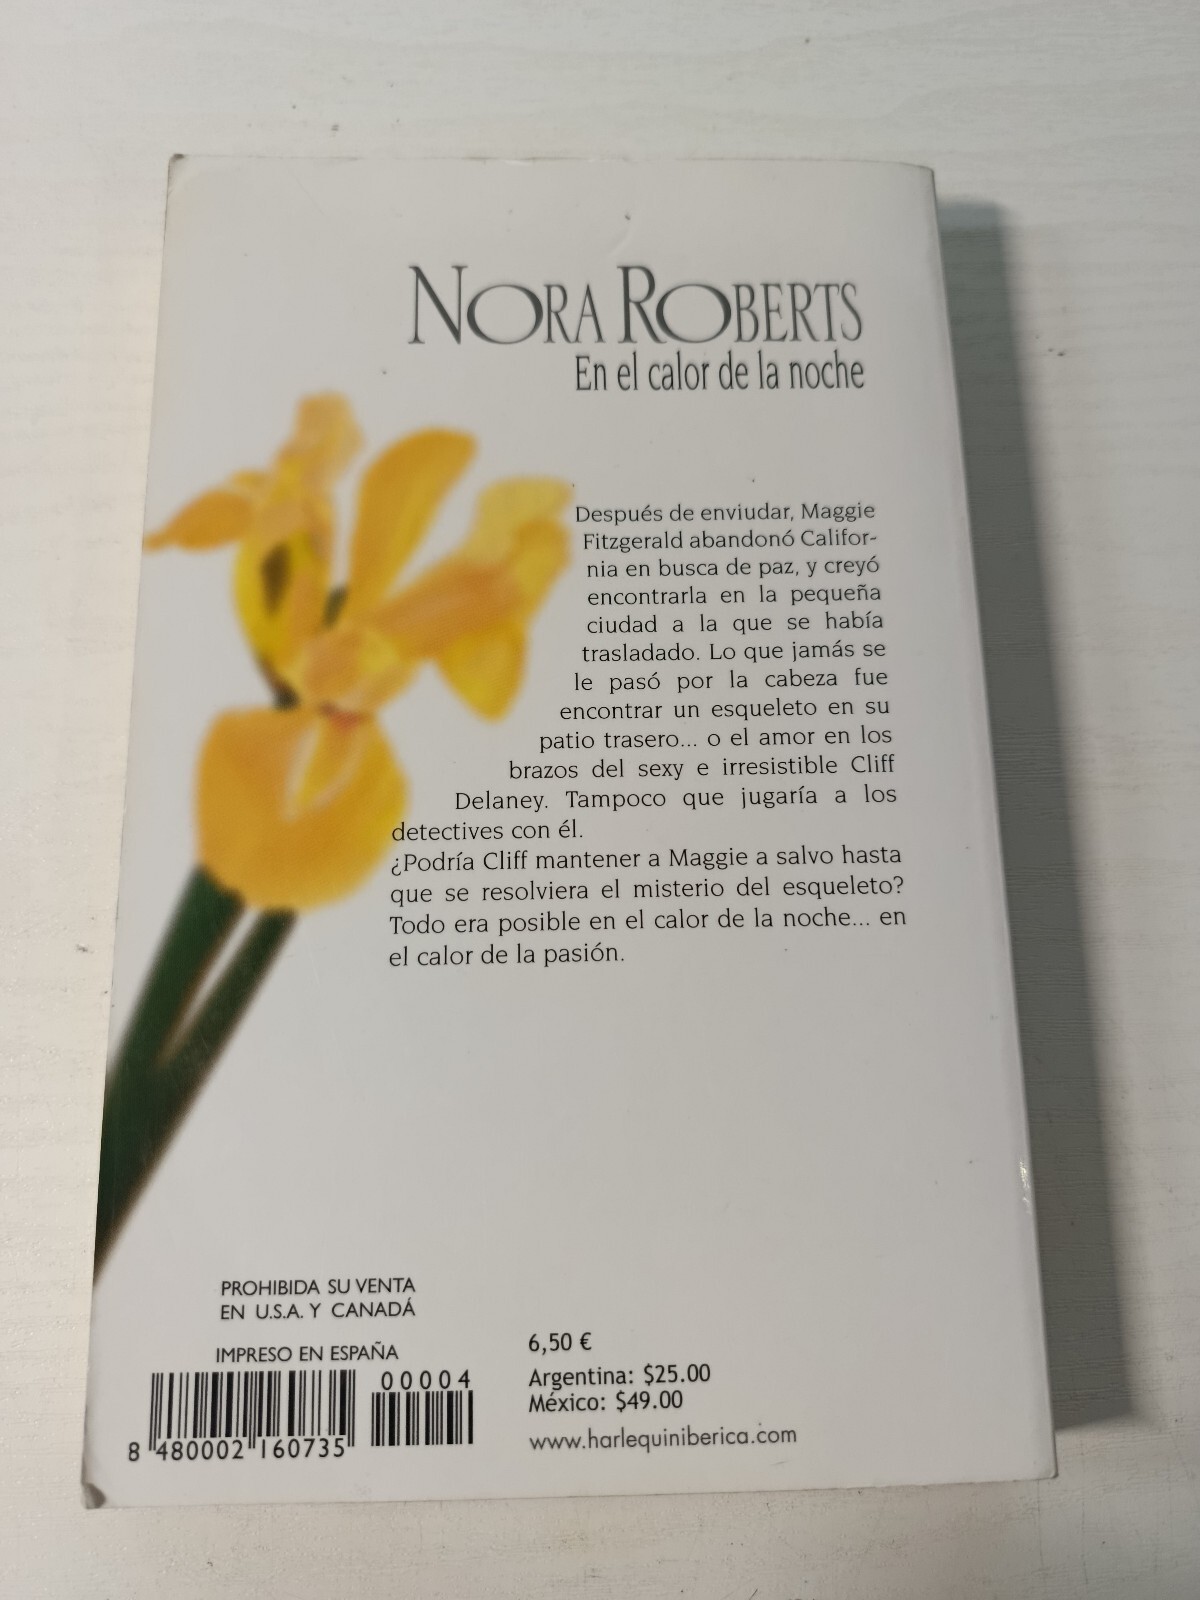 NORA ROBERTS
En el calor de la noche
Después de enviudar, Maggie
Fitzgerald abandonó Califor-
nia en busca de paz, y creyó
encontrarla en la pequeña
ciudad a la que se había
trasladado. Lo que jamás se
le pasó por la cabeza fue
encontrar un esqueleto en su
patio trasero... o el amor en los
brazos del sexy e irresistible Cliff
Delaney. Tampoco que jugaría a los
detectives con él.
¿Podría Cliff mantener a Maggie a salvo hasta
que se resolviera el misterio del esqueleto?
Todo era posible en el calor de la noche... en
el calor de la pasión.
PROHIBIDA SU VENTA
EN U.S.A. Y CANADÁ
IMPRESO EN ESPAÑA
00004
8 480002 160735
6,50 €
Argentina: $25.00
México: $49.00
www.harlequiniberica.com